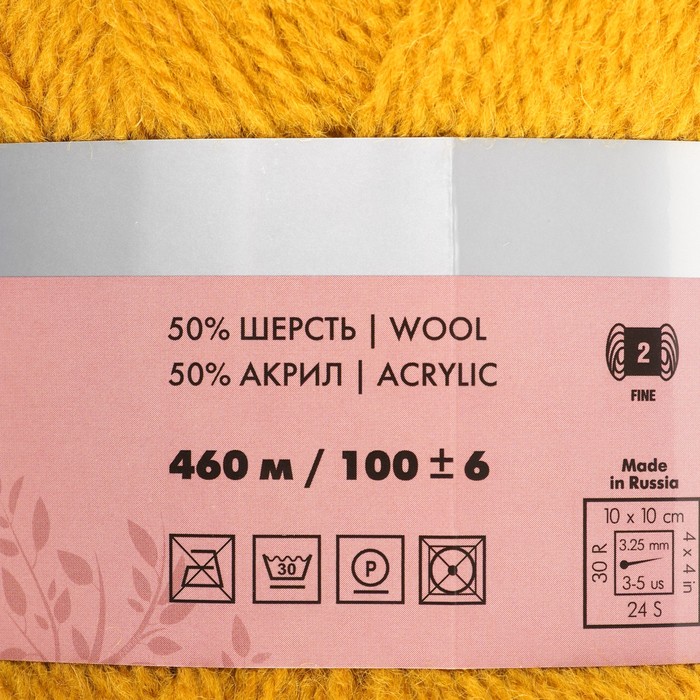 50% ШЕРСТЬ | WOOL
50% АКРИЛ | ACRYLIC
2
FINE
460 м / 100 ± 6
Made
in Russia
30
P
10 x 10 cm
30 R
3.25 mm
3-5 us
4 x 4 in
24 S